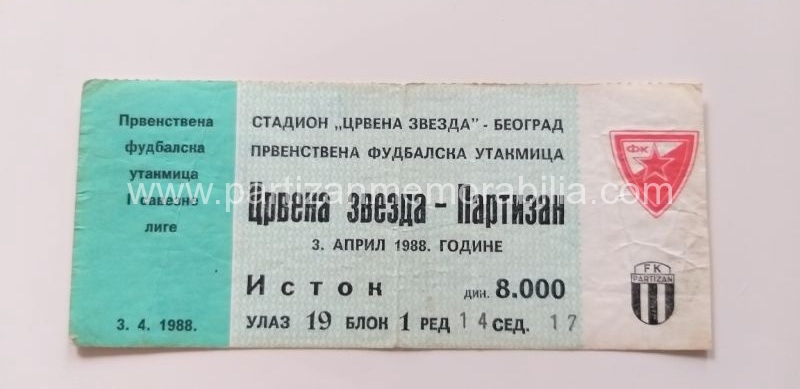 Првенствена
фудбалска
утакмица
I савезне
лиге
3. 4. 1988.
СТАДИОН „ЦРВЕНА ЗВЕЗДА" - БЕОГРАД
ПРВЕНСТВЕНА ФУДБАЛСКА УТАКМИЦА
Црвена звезда - Партизан
3. АПРИЛ 1988. ГОДИНЕ
Исток ДИН. 8.000
УЛАЗ 19 БЛОК 1 РЕД 14 СЕД. 17
ФК
FK
PARTIZAN
www.partizanmemorabilia.com